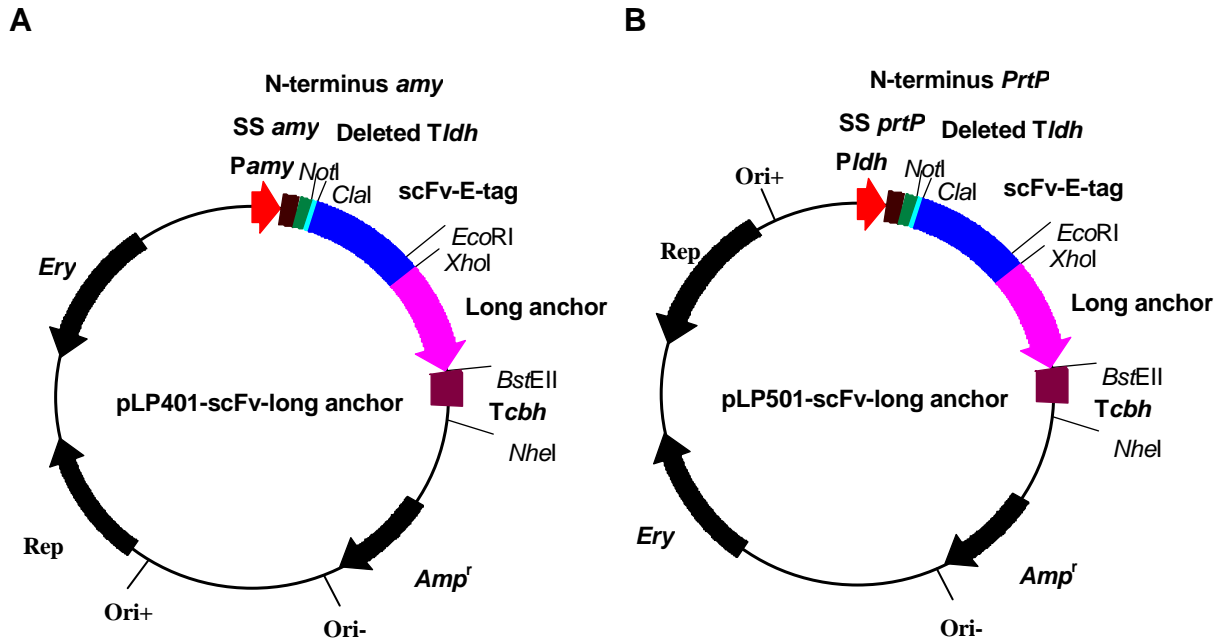 A
N-terminus amy
SS amy Deleted Tldh
Pamy NotI
ClaI
scFv-E-tag
EcoRI
XhoI
Long anchor
Ery
pLP401-scFv-long anchor
BstEII
Tcbh
NheI
Rep
Ampr
Ori+
Ori-
B
N-terminus PrtP
SS prtP Deleted Tldh
Pldh NotI
Ori+
ClaI
scFv-E-tag
Rep
EcoRI
XhoI
Long anchor
pLP501-scFv-long anchor
BstEII
Tcbh
NheI
Ery
Ampr
Ori-